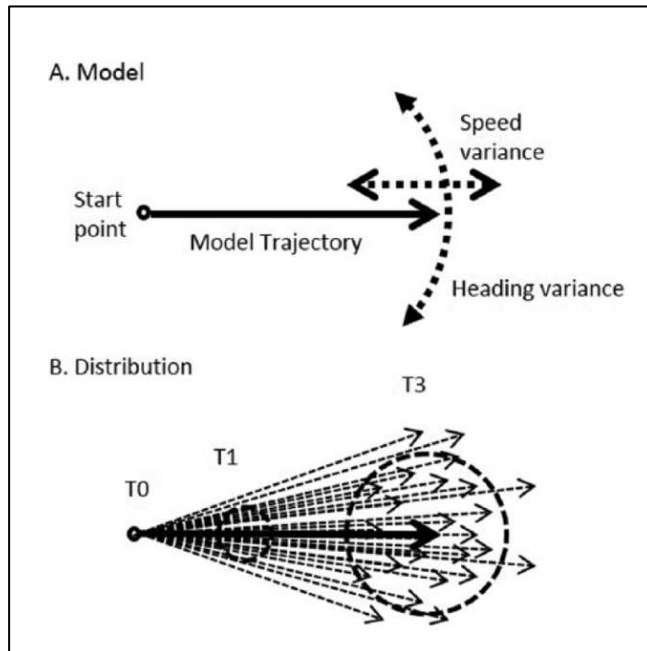 A. Model
Speed
variance
Start
point
Model Trajectory
Heading variance
B. Distribution
T3
T1
T0